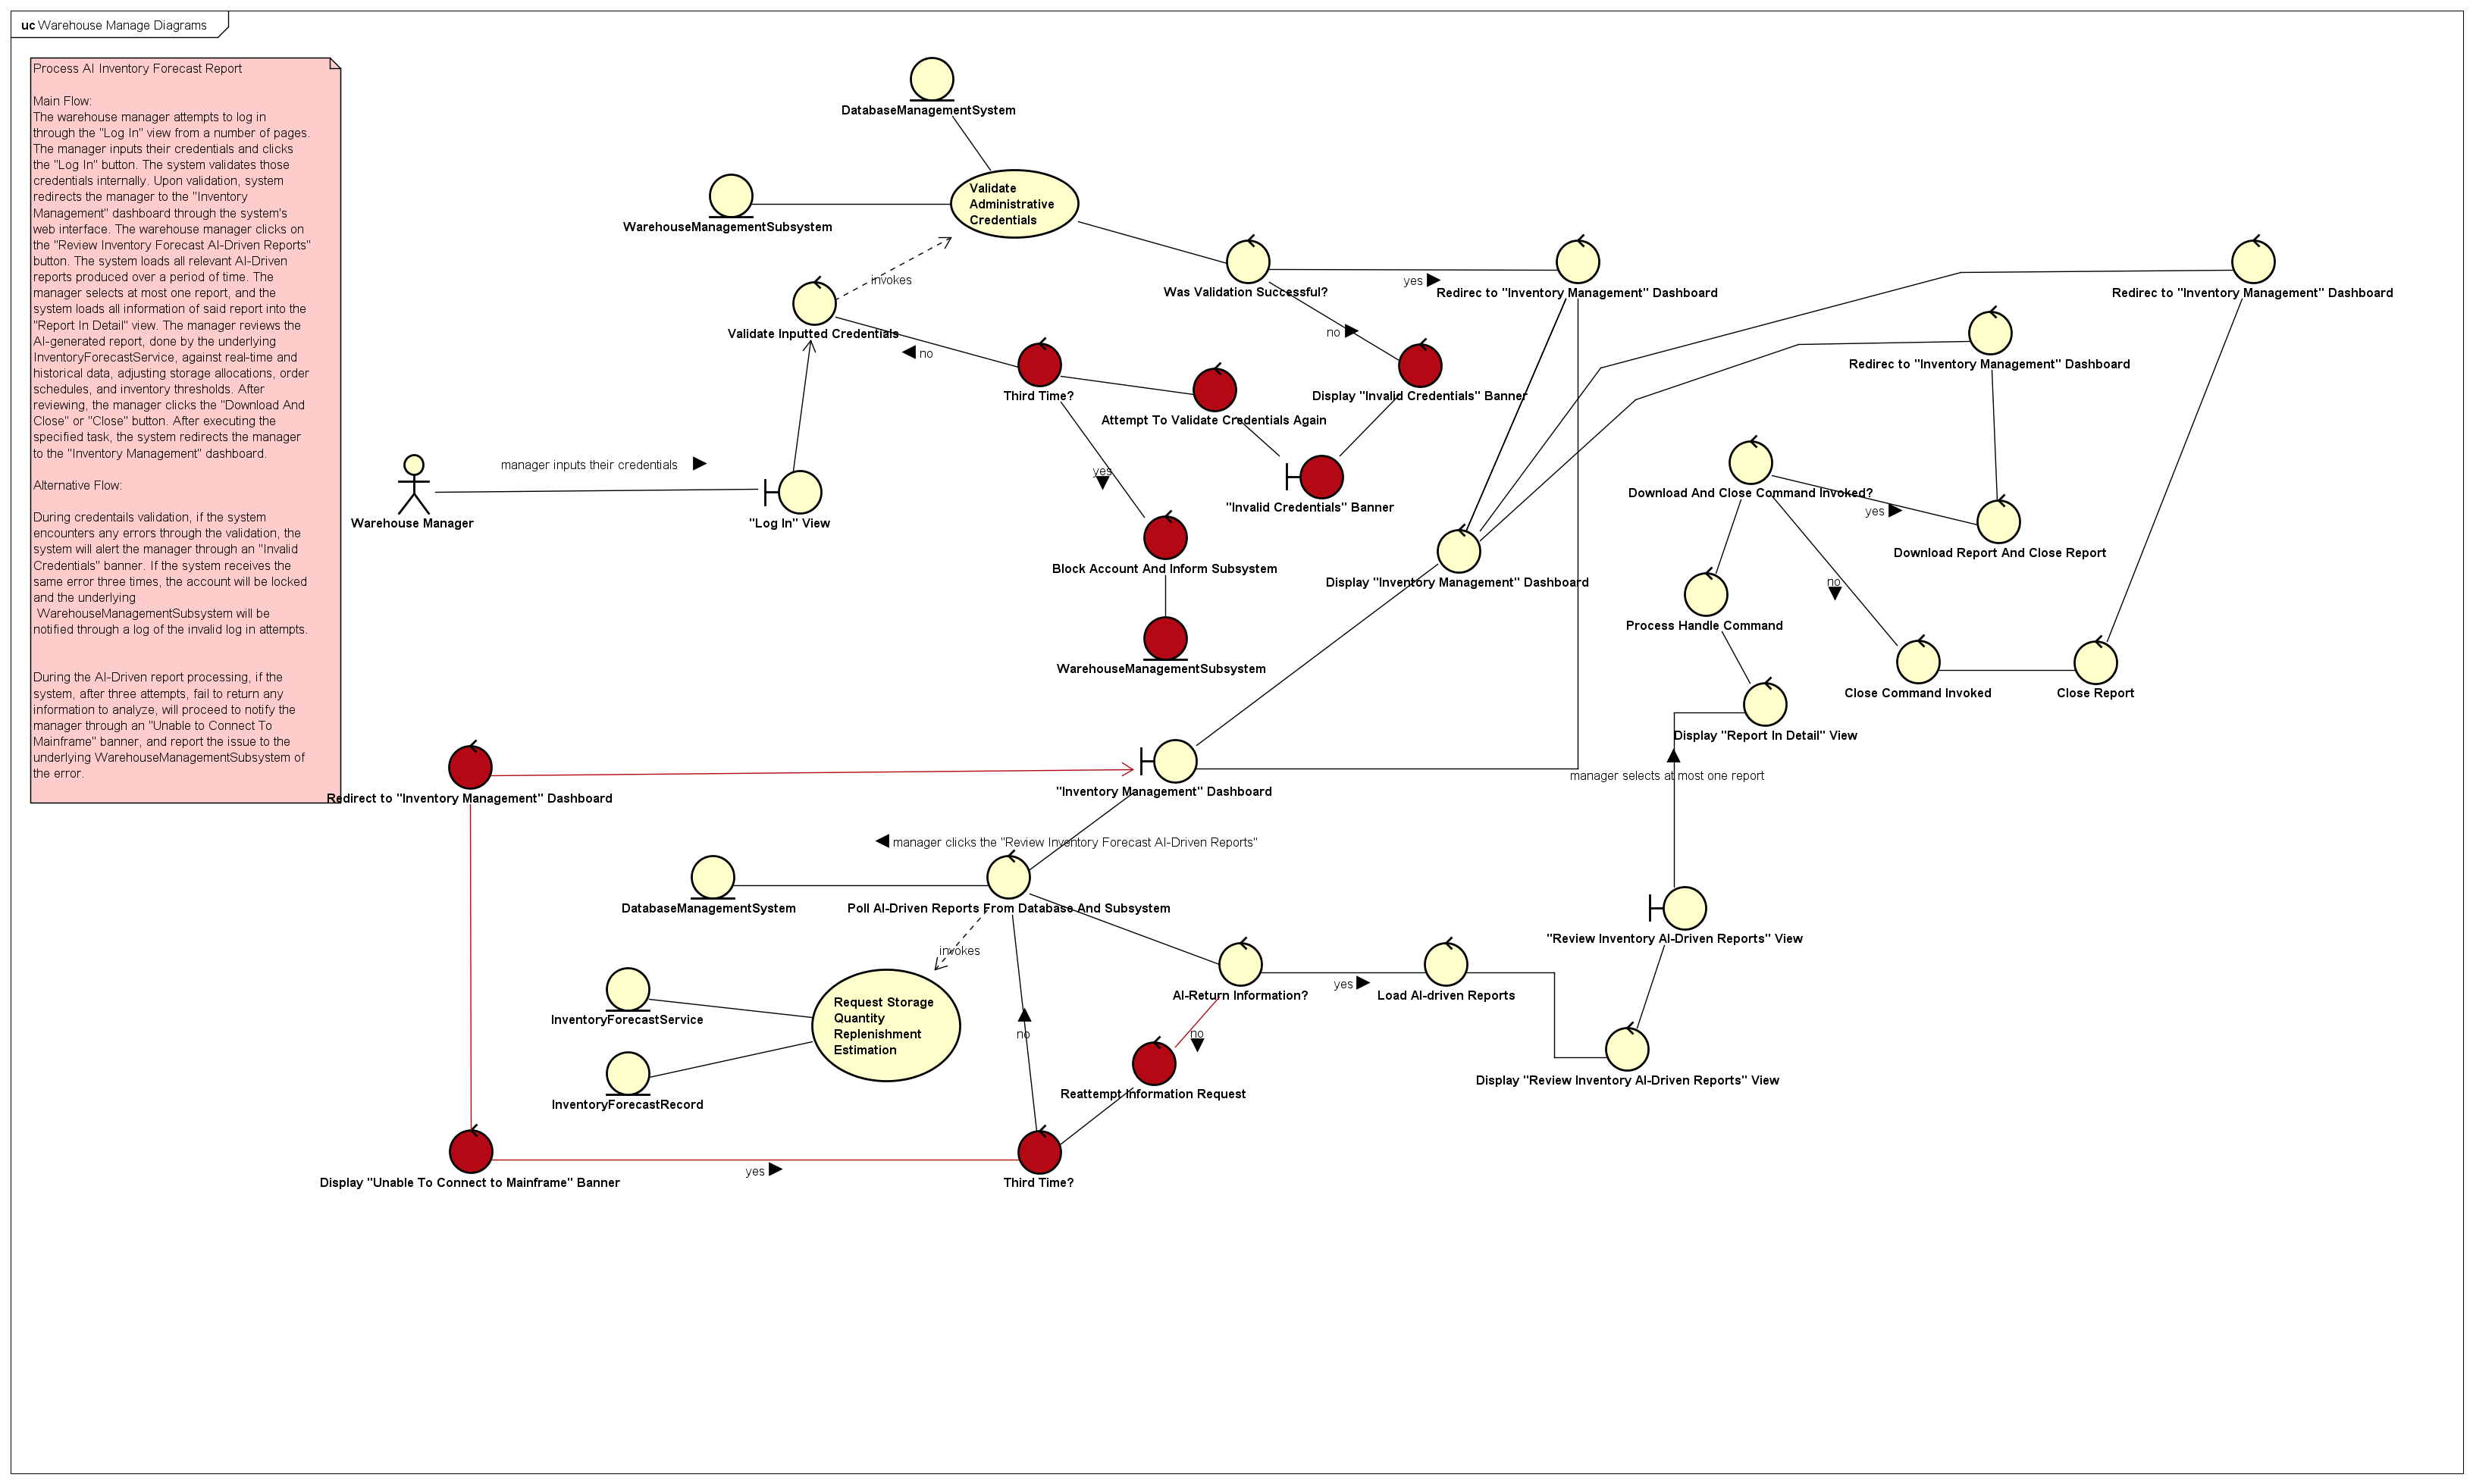 uc Warehouse Manage Diagrams
Process AI Inventory Forecast Report
Main Flow:
The warehouse manager attempts to log in
through the "Log In" view from a number of pages.
The manager inputs their credentials and clicks
the "Log In" button. The system validates those
credentials internally. Upon validation, system
redirects the manager to the "Inventory
Management" dashboard through the system's
web interface. The warehouse manager clicks on
the "Review Inventory Forecast AI-Driven Reports"
button. The system loads all relevant AI-Driven
reports produced over a period of time. The
manager selects at most one report, and the
system loads all information of said report into the
"Report In Detail" view. The manager reviews the
AI-generated report, done by the underlying
InventoryForecastService, against real-time and
historical data, adjusting storage allocations, order
schedules, and inventory thresholds. After
reviewing, the manager clicks the "Download And
Close" or "Close" button. After executing the
specified task, the system redirects the manager
to the "Inventory Management" dashboard.
Alternative Flow:
During credentails validation, if the system
encounters any errors through the validation, the
system will alert the manager through an "Invalid
Credentials" banner. If the system receives the
same error three times, the account will be locked
and the underlying
WarehouseManagementSubsystem will be
notified through a log of the invalid log in attempts.
During the AI-Driven report processing, if the
system, after three attempts, fail to return any
information to analyze, will proceed to notify the
manager through an "Unable to Connect To
Mainframe" banner, and report the issue to the
underlying WarehouseManagementSubsystem of
the error.
DatabaseManagementSystem
Validate
Administrative
Credentials
WarehouseManagementSubsystem
invokes
Was Validation Successful?
yes
Redirec to "Inventory Management" Dashboard
Redirec to "Inventory Management" Dashboard
Validate Inputted Credentials
no
no
Redirec to "Inventory Management" Dashboard
Third Time?
Display "Invalid Credentials" Banner
Attempt To Validate Credentials Again
manager inputs their credentials
yes
Download And Close Command Invoked?
"Invalid Credentials" Banner
yes
Warehouse Manager
"Log In" View
Download Report And Close Report
Block Account And Inform Subsystem
Display "Inventory Management" Dashboard
no
Process Handle Command
WarehouseManagementSubsystem
Close Command Invoked
Close Report
Display "Report In Detail" View
manager selects at most one report
"Inventory Management" Dashboard
Redirect to "Inventory Management" Dashboard
manager clicks the "Review Inventory Forecast AI-Driven Reports"
DatabaseManagementSystem
Poll AI-Driven Reports From Database And Subsystem
"Review Inventory AI-Driven Reports" View
invokes
yes
AI-Return Information?
Load AI-driven Reports
Request Storage
Quantity
Replenishment
Estimation
InventoryForecastService
no
no
Display "Review Inventory AI-Driven Reports" View
Reattempt Information Request
InventoryForecastRecord
yes
Display "Unable To Connect to Mainframe" Banner
Third Time?